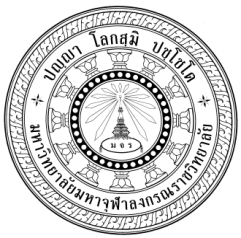 ปญฺญา โลกสฺมิ ปชฺโชโต
มจร
มหาวิทยาลัยมหาจุฬาลงกรณราชวิทยาลัย